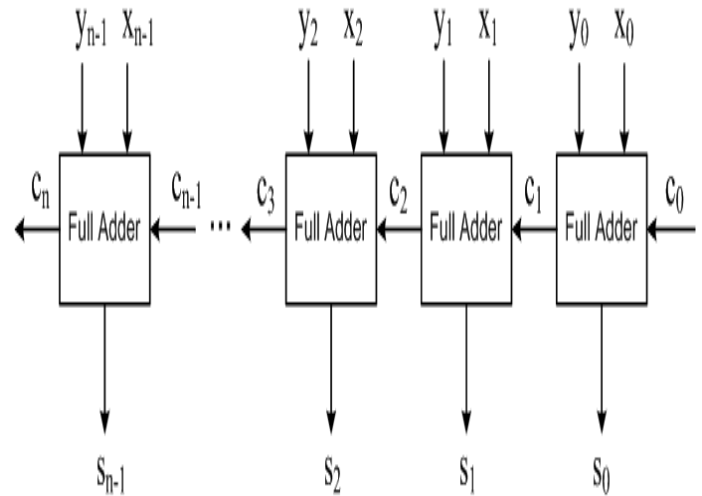 yn-1 xn-1 y2 x2 y1 x1 y0 x0
cn cn-1 c3 c2 c1 c0
Full Adder ... Full Adder Full Adder Full Adder
sn-1 s2 s1 s0